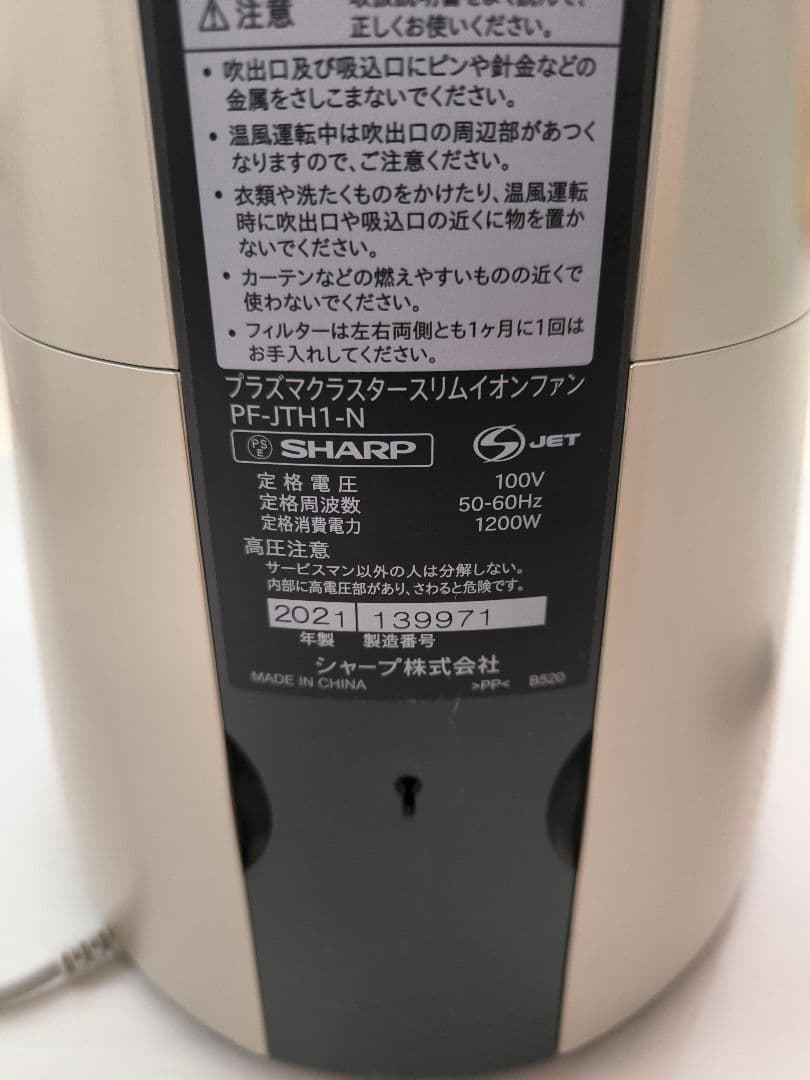 ⚠注意
取扱説明書をよく読んで、
正しくお使いください。
・吹出口及び吸込口にピンや針金などの
金属をさしこまないでください。
・温風運転中は吹出口の周辺部があつく
なりますので、ご注意ください。
・衣類や洗たくものをかけたり、温風運転
時に吹出口や吸込口の近くに物を置か
ないでください。
・カーテンなどの燃えやすいものの近くで
使わないでください。
・フィルターは左右両側とも1ヶ月に1回は
お手入れしてください。
プラズマクラスタースリムイオンファン
PF-JTH1-N
PSE SHARP S JET
定格電圧 100V
定格周波数 50-60Hz
定格消費電力 1200W
高圧注意
サービスマン以外の人は分解しない。
内部に高電圧部があり、さわると危険です。
2021 139971
年製 製造番号
シャープ株式会社
MADE IN CHINA >PP< B520